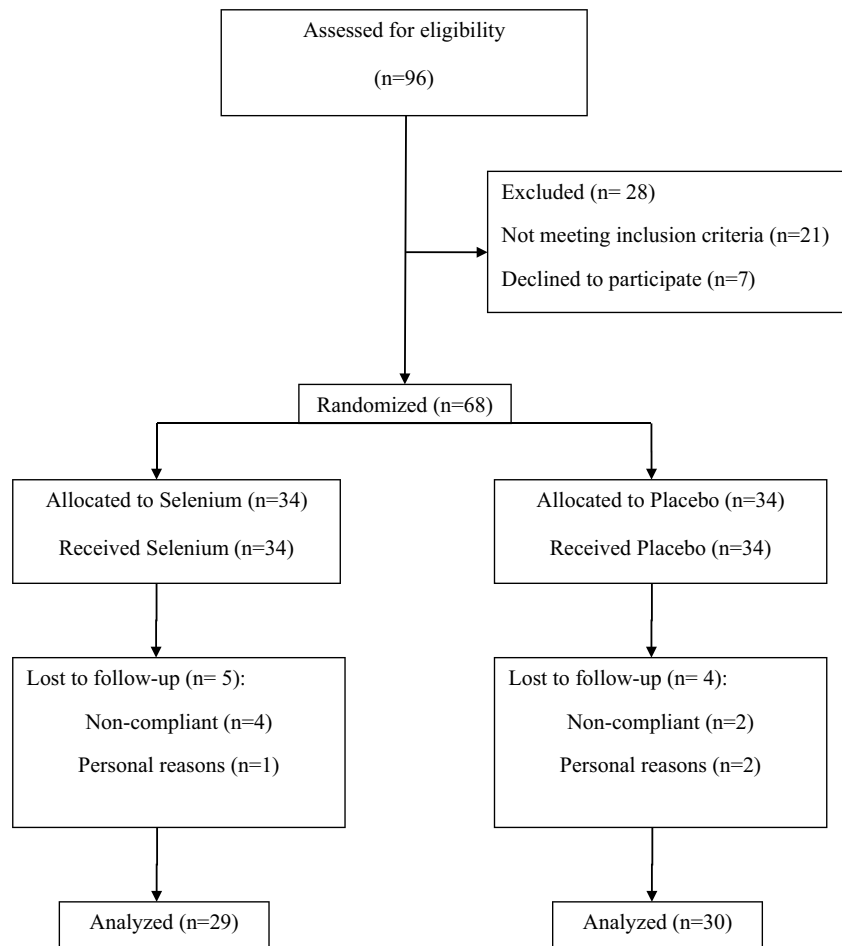 Assessed for eligibility
(n=96)
Excluded (n= 28)
Not meeting inclusion criteria (n=21)
Declined to participate (n=7)
Randomized (n=68)
Allocated to Selenium (n=34)
Received Selenium (n=34)
Allocated to Placebo (n=34)
Received Placebo (n=34)
Lost to follow-up (n= 5):
Non-compliant (n=4)
Personal reasons (n=1)
Lost to follow-up (n= 4):
Non-compliant (n=2)
Personal reasons (n=2)
Analyzed (n=29)
Analyzed (n=30)